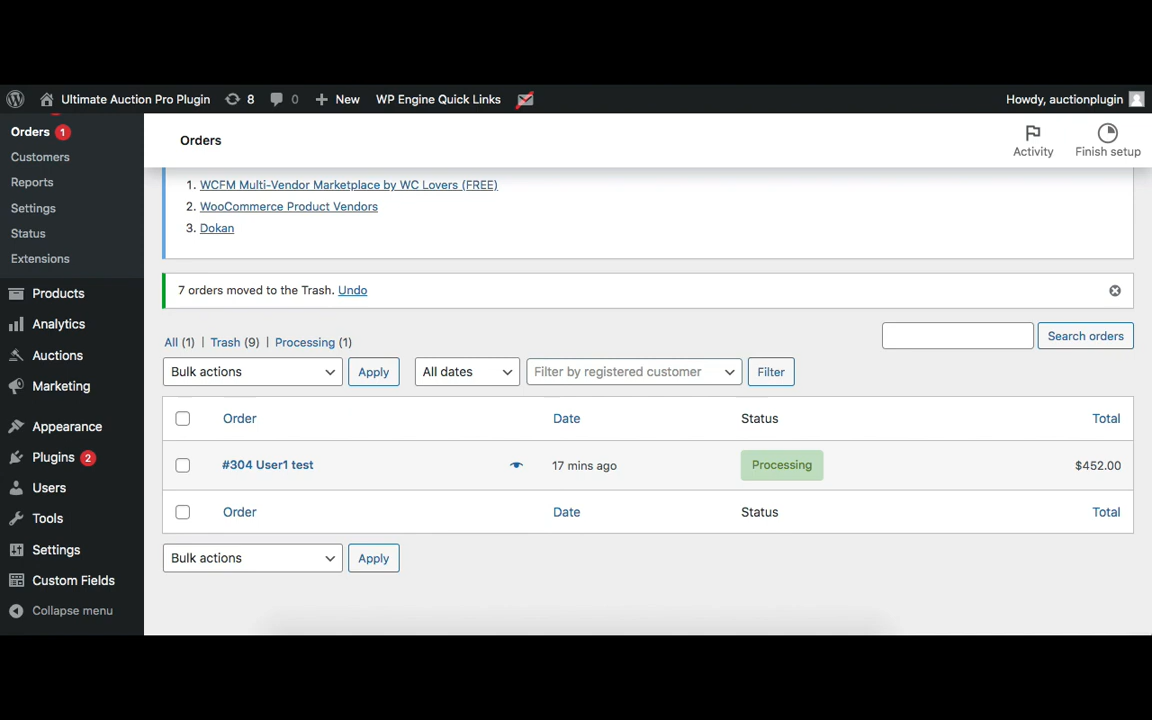 Ultimate Auction Pro Plugin 8 0 New WP Engine Quick Links Howdy, auctionplugin
Orders 1
Customers
Reports
Settings
Status
Extensions
Products
Analytics
Auctions
Marketing
Appearance
Plugins 2
Users
Tools
Settings
Custom Fields
Collapse menu
Orders
Activity
Finish setup
1. WCFM Multi-Vendor Marketplace by WC Lovers (FREE)
2. WooCommerce Product Vendors
3. Dokan
7 orders moved to the Trash. Undo
All (1) | Trash (9) | Processing (1)
Search orders
Bulk actions Apply All dates Filter by registered customer Filter
Order Date Status Total
#304 User1 test 17 mins ago Processing $452.00
Order Date Status Total
Bulk actions Apply